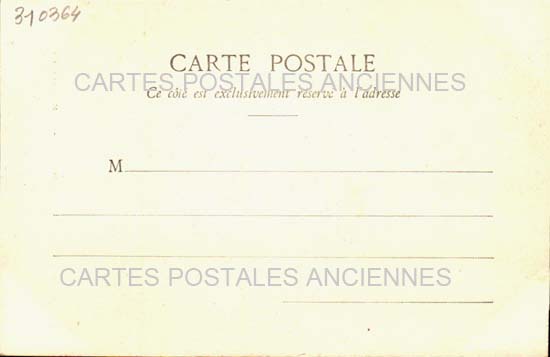 310364
CARTE POSTALE
CARTES POSTALES ANCIENNES
Ce côté est exclusivement réservé à l'adresse
M
CARTES POSTALES ANCIENNES